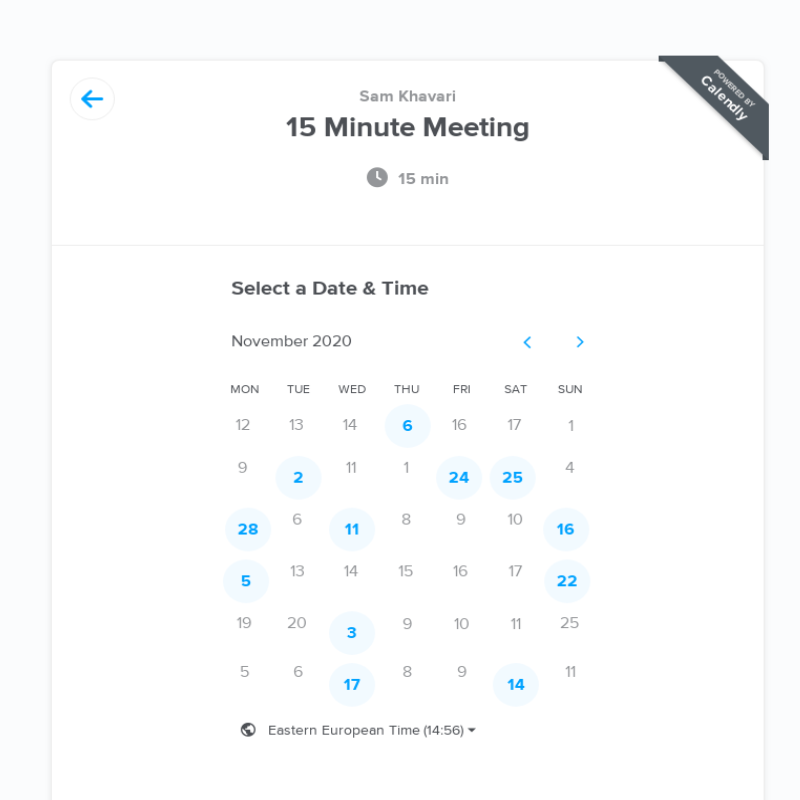 POWERED BY
Calendly
Sam Khavari
15 Minute Meeting
15 min
Select a Date & Time
November 2020
MON TUE WED THU FRI SAT SUN
12 13 14 6 16 17 1
9 2 11 1 24 25 4
28 6 11 8 9 10 16
5 13 14 15 16 17 22
19 20 3 9 10 11 25
5 6 17 8 9 14 11
Eastern European Time (14:56)